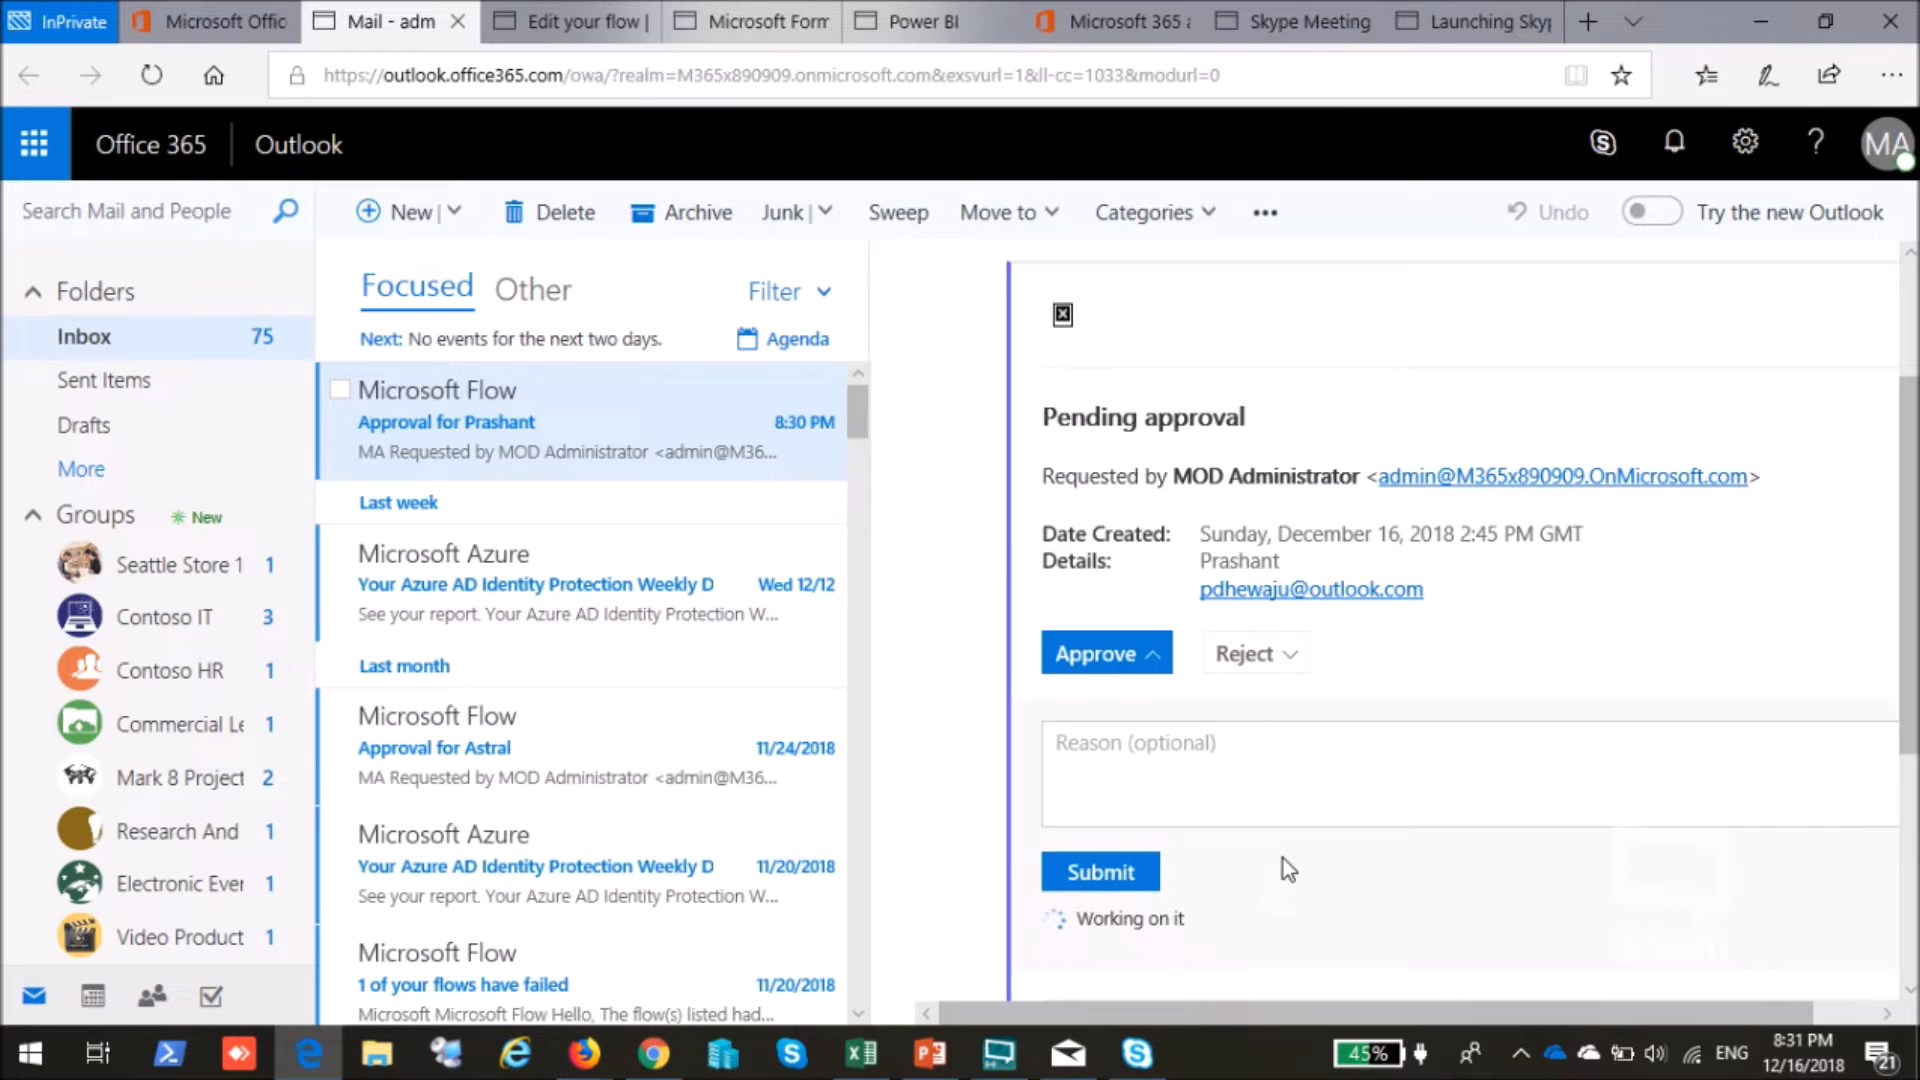 InPrivate
Microsoft Offic
Mail - adm
Edit your flow |
Microsoft Form
Power BI
Microsoft 365 a
Skype Meeting
Launching Skyp
https://outlook.office365.com/owa/?realm=M365x890909.onmicrosoft.com&exsvurl=1&ll-cc=1033&modurl=0
Office 365
Outlook
MA
Search Mail and People
New
Delete
Archive
Junk
Sweep
Move to
Categories
Undo
Try the new Outlook
Folders
Inbox 75
Sent Items
Drafts
More
Groups
New
Seattle Store 1 1
Contoso IT 3
Contoso HR 1
Commercial Le 1
Mark 8 Project 2
Research And 1
Electronic Ever 1
Video Product 1
Focused
Other
Filter
Next: No events for the next two days.
Agenda
Microsoft Flow
Approval for Prashant 8:30 PM
MA Requested by MOD Administrator <admin@M36...
Last week
Microsoft Azure
Your Azure AD Identity Protection Weekly D Wed 12/12
See your report. Your Azure AD Identity Protection W...
Last month
Microsoft Flow
Approval for Astral 11/24/2018
MA Requested by MOD Administrator <admin@M36...
Microsoft Azure
Your Azure AD Identity Protection Weekly D 11/20/2018
See your report. Your Azure AD Identity Protection W...
Microsoft Flow
1 of your flows have failed 11/20/2018
Microsoft Microsoft Flow Hello, The flow(s) listed had...
Pending approval
Requested by MOD Administrator <admin@M365x890909.OnMicrosoft.com>
Date Created: Sunday, December 16, 2018 2:45 PM GMT
Details: Prashant
pdhewaju@outlook.com
Approve
Reject
Reason (optional)
Submit
Working on it
45%
ENG
8:31 PM
12/16/2018
21